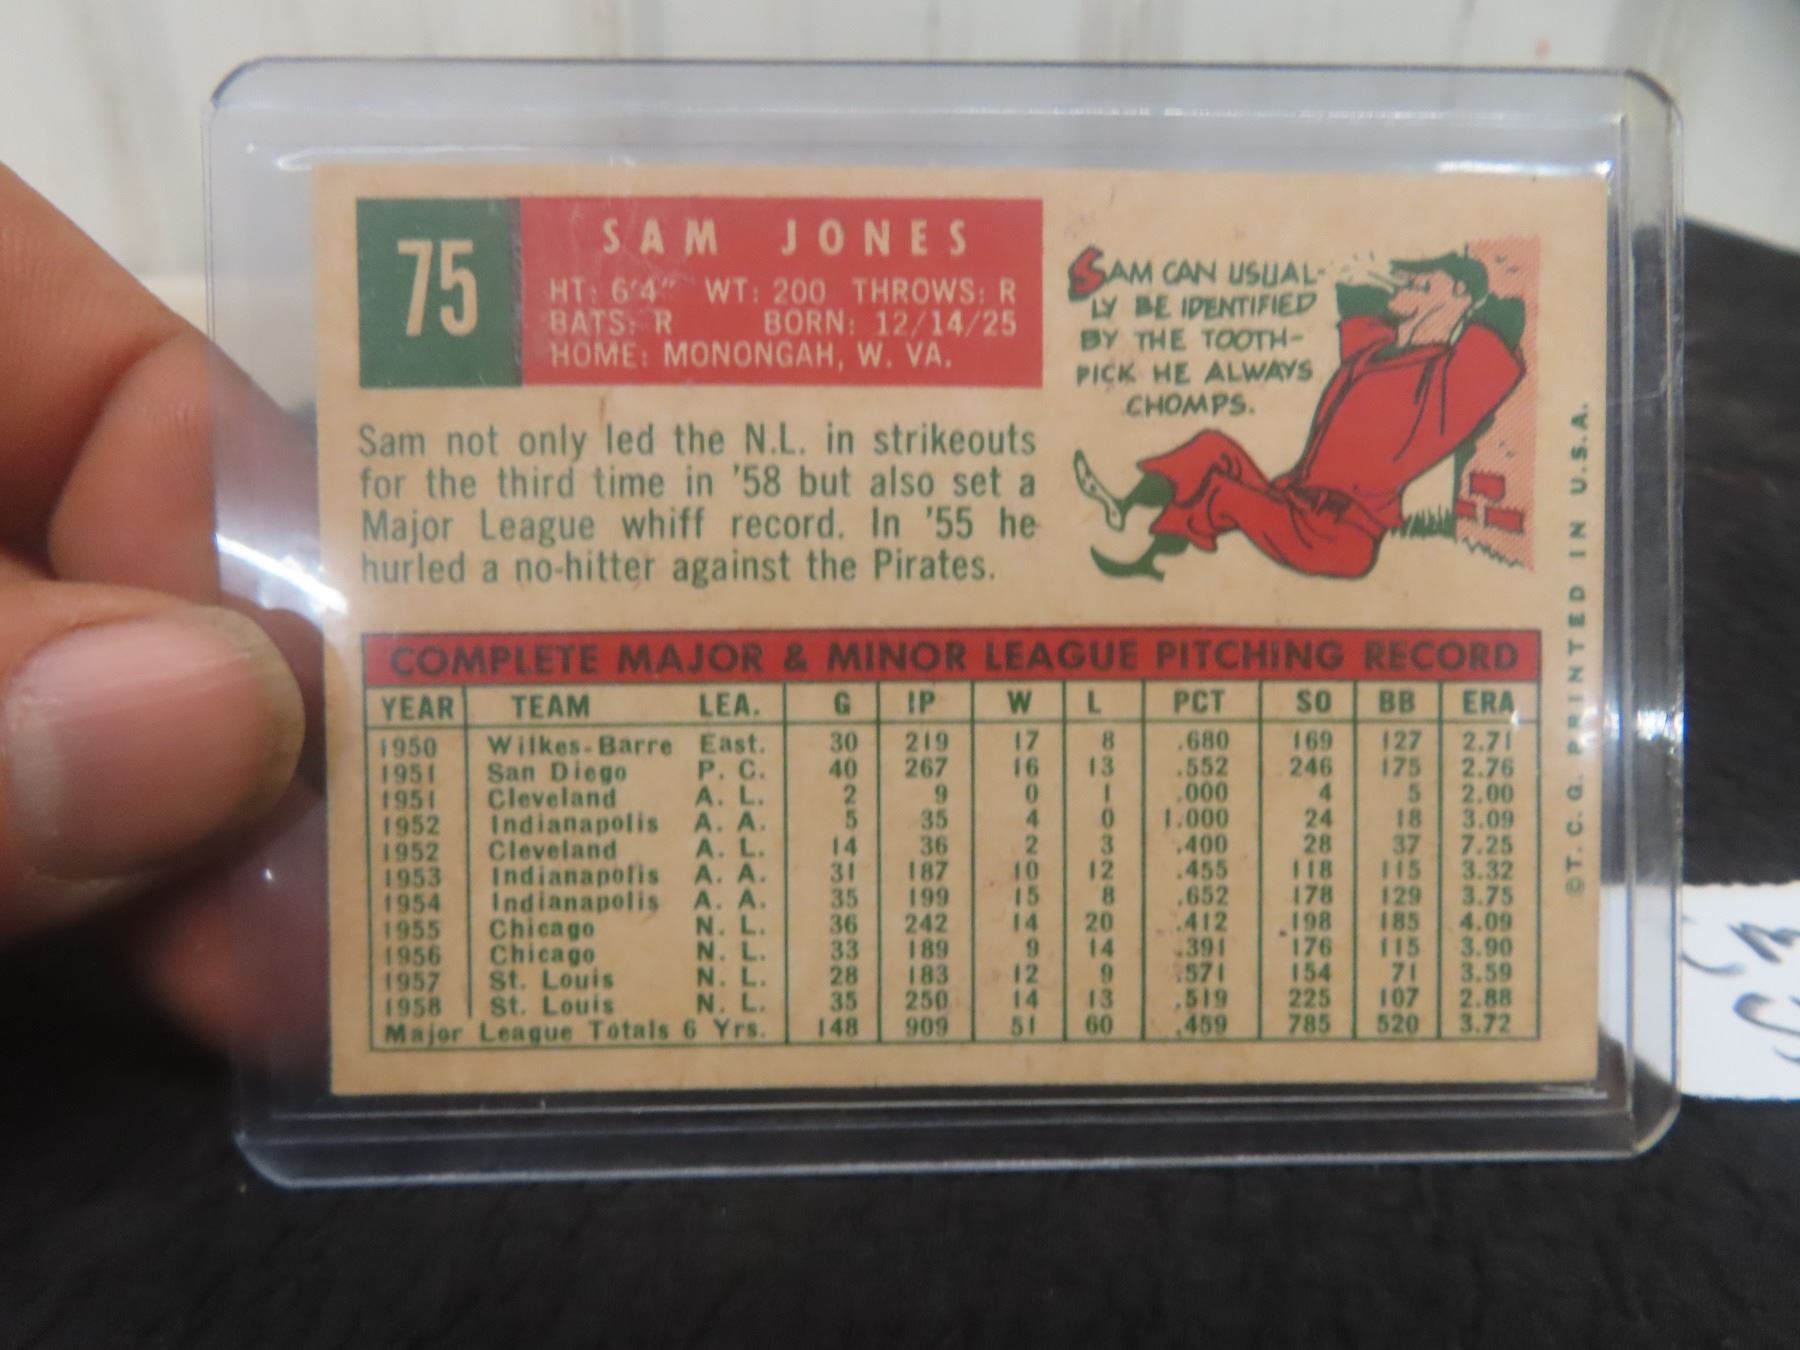 75
SAM JONES
HT: 6'4" WT: 200 THROWS: R
BATS: R BORN: 12/14/25
HOME: MONONGAH, W. VA.
SAM CAN USUAL-
LY BE IDENTIFIED
BY THE TOOTH-
PICK HE ALWAYS
CHOMPS.
Sam not only led the N.L. in strikeouts
for the third time in '58 but also set a
Major League whiff record. In '55 he
hurled a no-hitter against the Pirates.
COMPLETE MAJOR & MINOR LEAGUE PITCHING RECORD
YEAR TEAM LEA. G IP W L PCT SO BB ERA
1950 Wilkes-Barre East. 30 219 17 8 .680 169 127 2.71
1951 San Diego P. C. 40 267 16 13 .552 246 175 2.76
1951 Cleveland A. L. 2 9 0 1 .000 4 5 2.00
1952 Indianapolis A. A. 5 35 4 0 1.000 24 18 3.09
1952 Cleveland A. L. 14 36 2 3 .400 28 37 7.25
1953 Indianapolis A. A. 31 187 10 12 .455 118 115 3.32
1954 Indianapolis A. A. 35 199 15 8 .652 178 129 3.75
1955 Chicago N. L. 36 242 14 20 .412 198 185 4.09
1956 Chicago N. L. 33 189 9 14 .391 176 115 3.90
1957 St. Louis N. L. 28 183 12 9 .571 154 71 3.59
1958 St. Louis N. L. 35 250 14 13 .519 225 107 2.88
Major League Totals 6 Yrs. 148 909 51 60 .459 785 520 3.72
©T. C. G. PRINTED IN U.S.A.